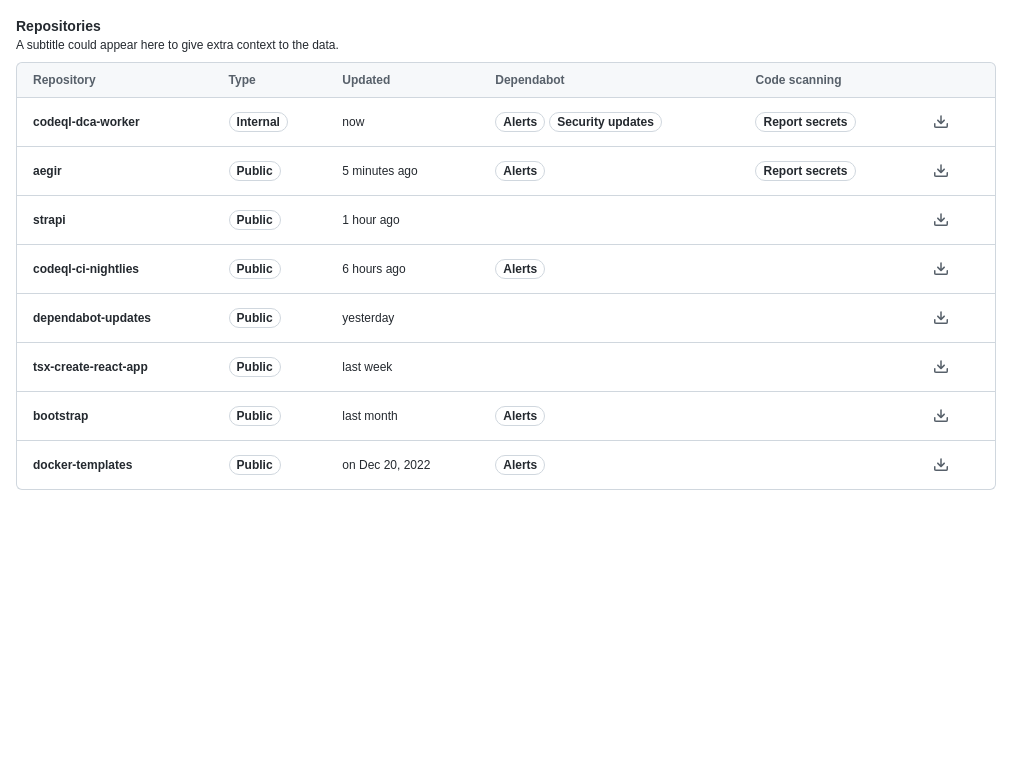 Repositories
A subtitle could appear here to give extra context to the data.
Repository Type Updated Dependabot Code scanning
codeql-dca-worker Internal now Alerts Security updates Report secrets
aegir Public 5 minutes ago Alerts Report secrets
strapi Public 1 hour ago
codeql-ci-nightlies Public 6 hours ago Alerts
dependabot-updates Public yesterday
tsx-create-react-app Public last week
bootstrap Public last month Alerts
docker-templates Public on Dec 20, 2022 Alerts